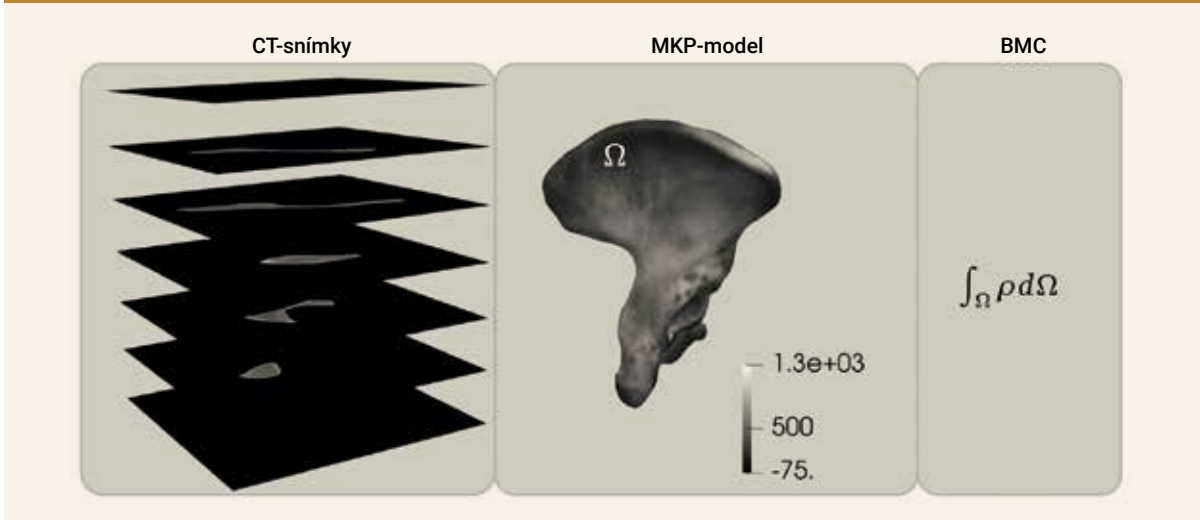 CT-snímky
MKP-model
BMC
Ω
1.3e+03
500
-75.
∫Ω ρdΩ